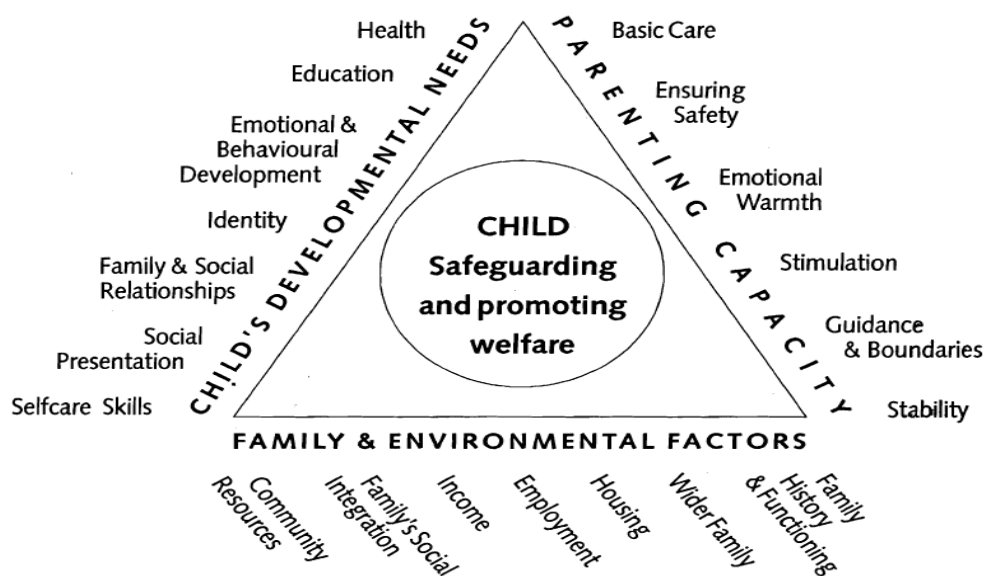 Health
Education
Emotional &
Behavioural
Development
Identity
Family & Social
Relationships
Social
Presentation
Selfcare Skills
CHILD'S DEVELOPMENTAL NEEDS
CHILD
Safeguarding
and promoting
welfare
PARENTING CAPACITY
Basic Care
Ensuring
Safety
Emotional
Warmth
Stimulation
Guidance
& Boundaries
Stability
FAMILY & ENVIRONMENTAL FACTORS
Community
Resources
Family's Social
Integration
Income
Employment
Housing
Wider Family
Family
History
& Functioning